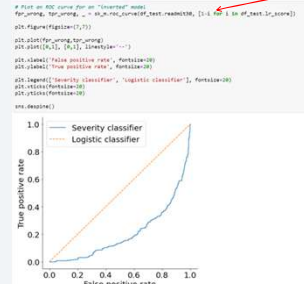 # Plot an ROC curve for an "inverted" model
fpr_wrong, tpr_wrong, _ = sk_m.roc_curve(df_test.readmit30, [1-i for i in df_test.lr_score])
plt.figure(figsize=(7,7))
plt.plot(fpr_wrong,tpr_wrong)
plt.plot([0,1], [0,1], linestyle='--')
plt.xlabel('False positive rate', fontsize=20)
plt.ylabel('True positive rate', fontsize=20)
plt.legend(['Severity classifier', 'Logistic classifier'], fontsize=20)
plt.xticks(fontsize=20)
plt.yticks(fontsize=20)
sns.despine()
1.0
Severity classifier
Logistic classifier
0.8
0.6
0.4
0.2
0.0
True positive rate
0.0 0.2 0.4 0.6 0.8 1.0
False positive rate